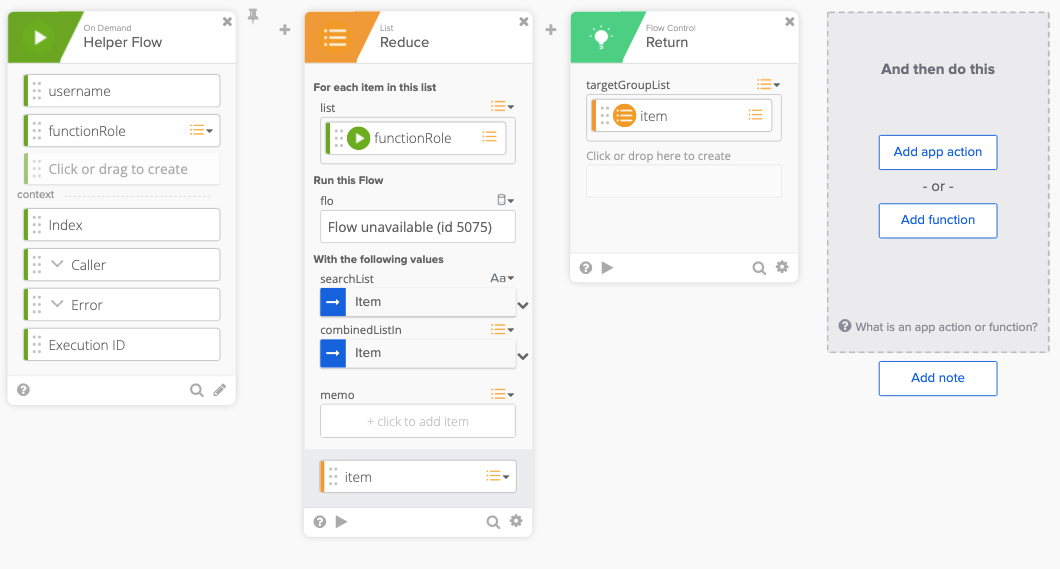 On Demand
Helper Flow
username
functionRole
Click or drag to create
context
Index
Caller
Error
Execution ID
List
Reduce
For each item in this list
list
functionRole
Run this Flow
flo
Flow unavailable (id 5075)
With the following values
searchList
Aa
Item
combinedListIn
Item
memo
+ click to add item
item
Flow Control
Return
targetGroupList
item
Click or drop here to create
And then do this
Add app action
- or -
Add function
What is an app action or function?
Add note